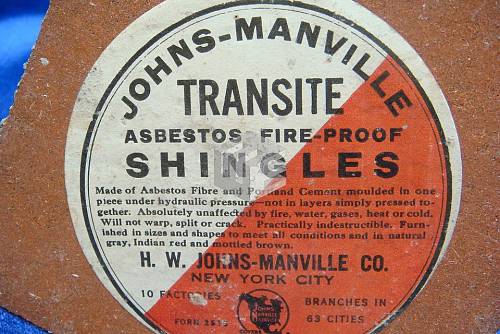 JOHNS-MANVILLE
TRANSITE
ASBESTOS FIRE-PROOF
SHINGLES
Made of Asbestos Fibre and Portland Cement moulded in one
piece under hydraulic pressure-not in layers simply pressed to-
gether. Absolutely unaffected by fire, water, gases, heat or cold.
Will not warp, split or crack. Practically indestructible. Furn-
ished in sizes and shapes to meet all conditions and in natural
gray, Indian red and mottled brown.
H. W. JOHNS-MANVILLE CO.
NEW YORK CITY
10 FACTORIES
BRANCHES IN
63 CITIES
JOHNS
MANVILLE
SERVICE
FORM